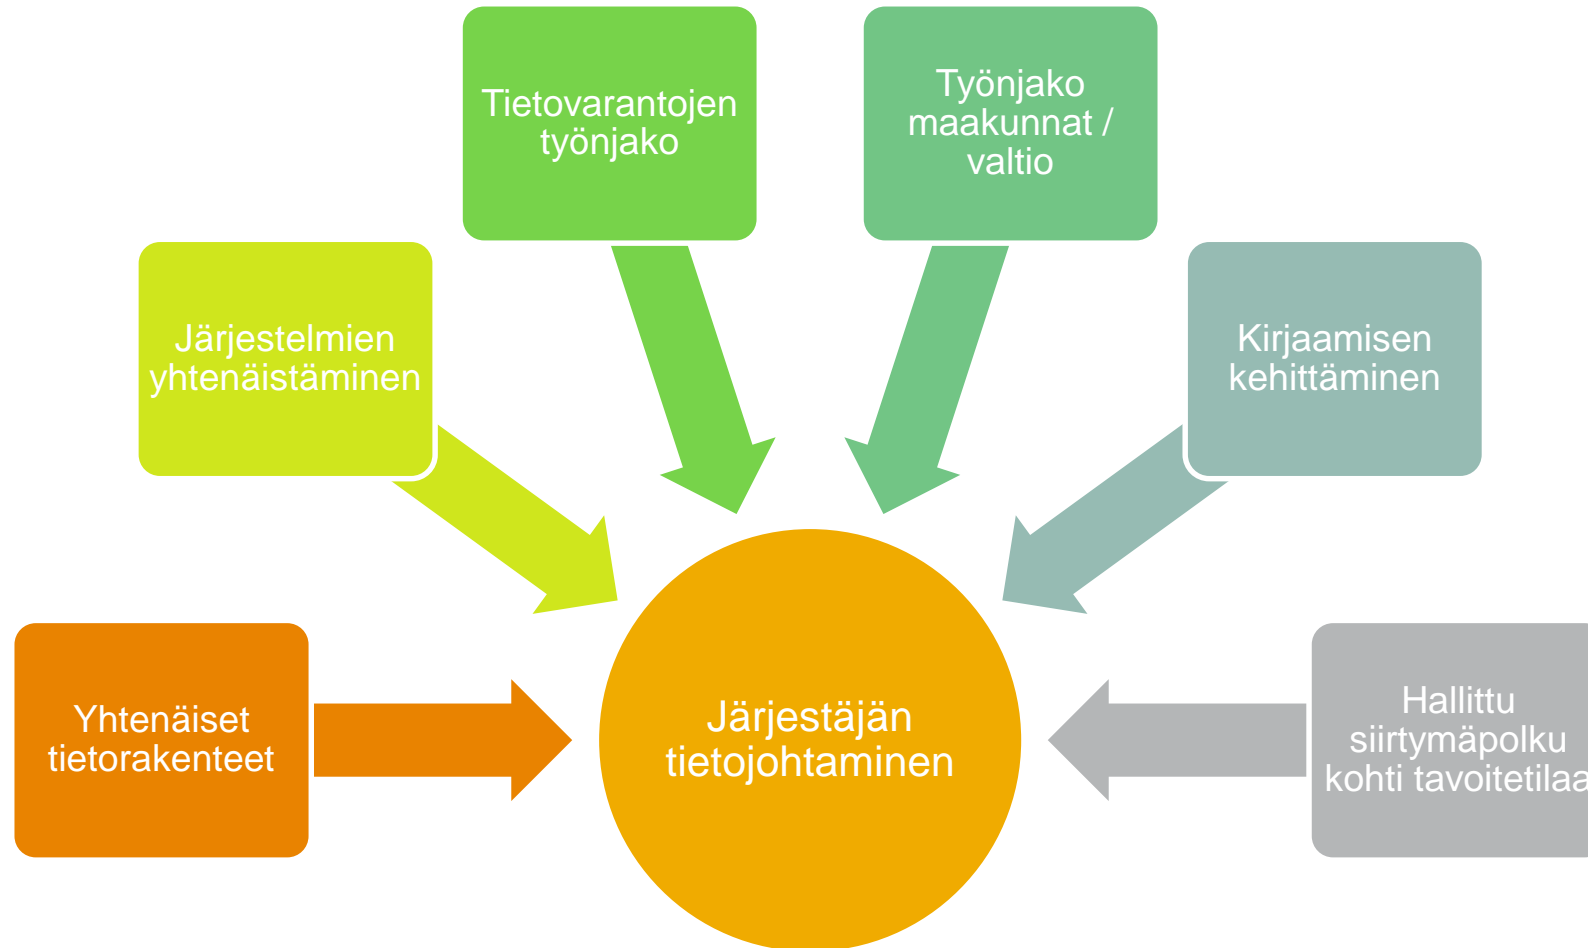 Tietovarantojen
työnjako
Työnjako
maakunnat /
valtio
Järjestelmien
yhtenäistäminen
Kirjaamisen
kehittäminen
Yhtenäiset
tietorakenteet
Järjestäjän
tietojohtaminen
Hallittu
siirtymäpolku
kohti tavoitetilaa